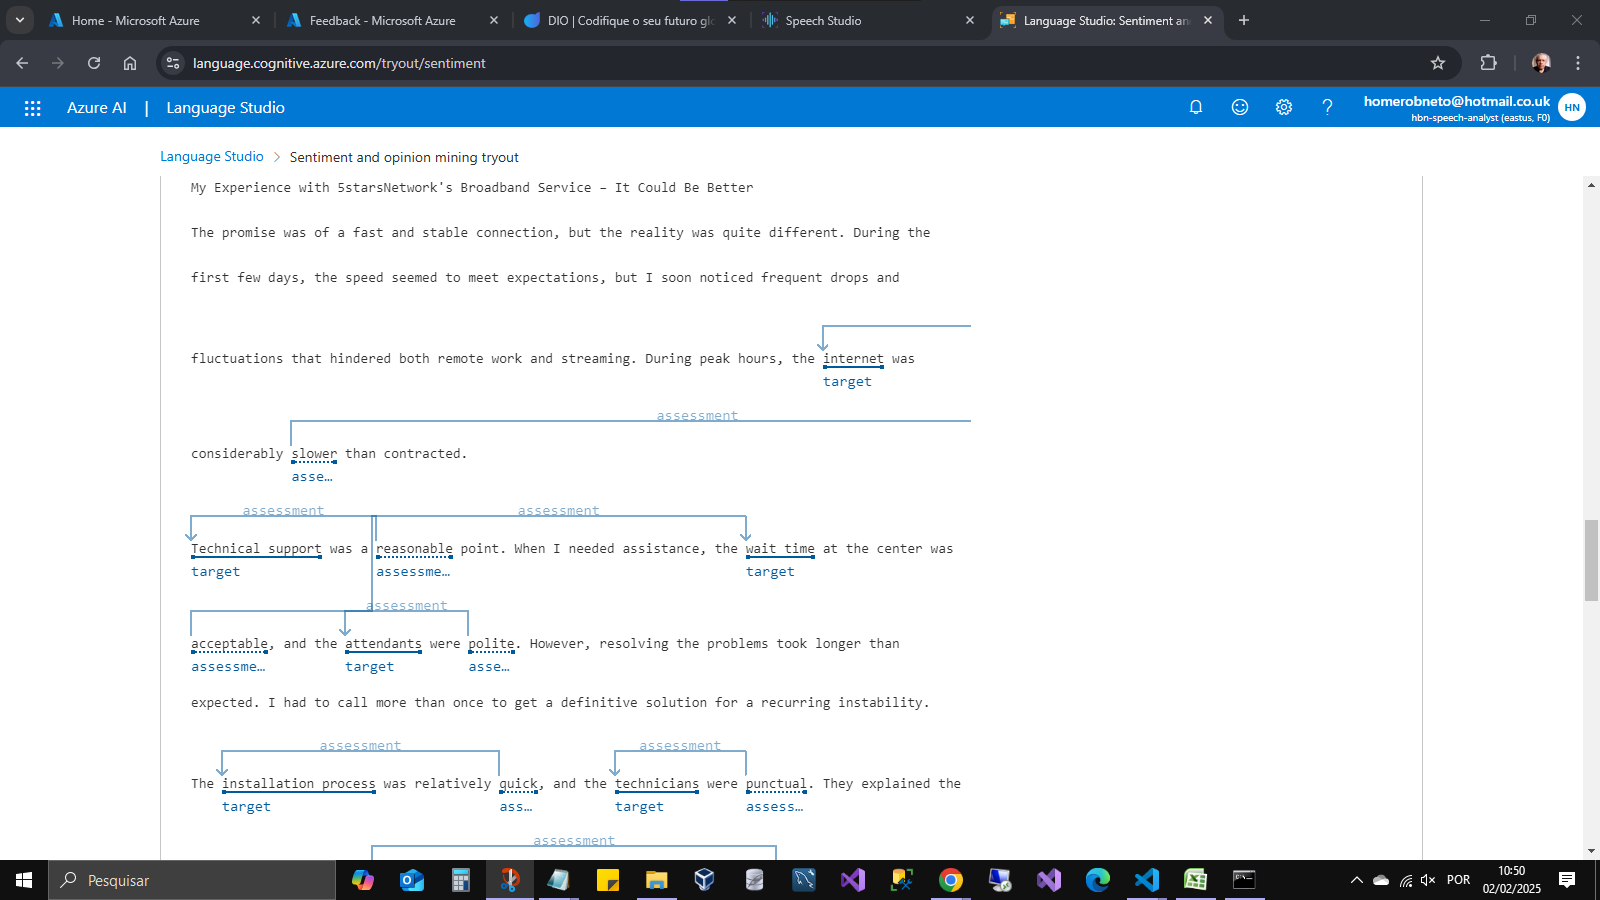 Home - Microsoft Azure
Feedback - Microsoft Azure
DIO | Codifique o seu futuro glo
Speech Studio
Language Studio: Sentiment an
language.cognitive.azure.com/tryout/sentiment
Azure AI | Language Studio
homerobneto@hotmail.co.uk
hbn-speech-analyst (eastus, F0)
HN
Language Studio > Sentiment and opinion mining tryout
My Experience with 5starsNetwork's Broadband Service – It Could Be Better
The promise was of a fast and stable connection, but the reality was quite different. During the
first few days, the speed seemed to meet expectations, but I soon noticed frequent drops and
fluctuations that hindered both remote work and streaming. During peak hours, the internet was
target
assessment
considerably slower than contracted.
asse…
assessment assessment
Technical support was a reasonable point. When I needed assistance, the wait time at the center was
target assessme… target
assessment
acceptable, and the attendants were polite. However, resolving the problems took longer than
assessme… target asse…
expected. I had to call more than once to get a definitive solution for a recurring instability.
assessment assessment
The installation process was relatively quick, and the technicians were punctual. They explained the
target ass… target assess…
assessment
Pesquisar
POR
10:50
02/02/2025